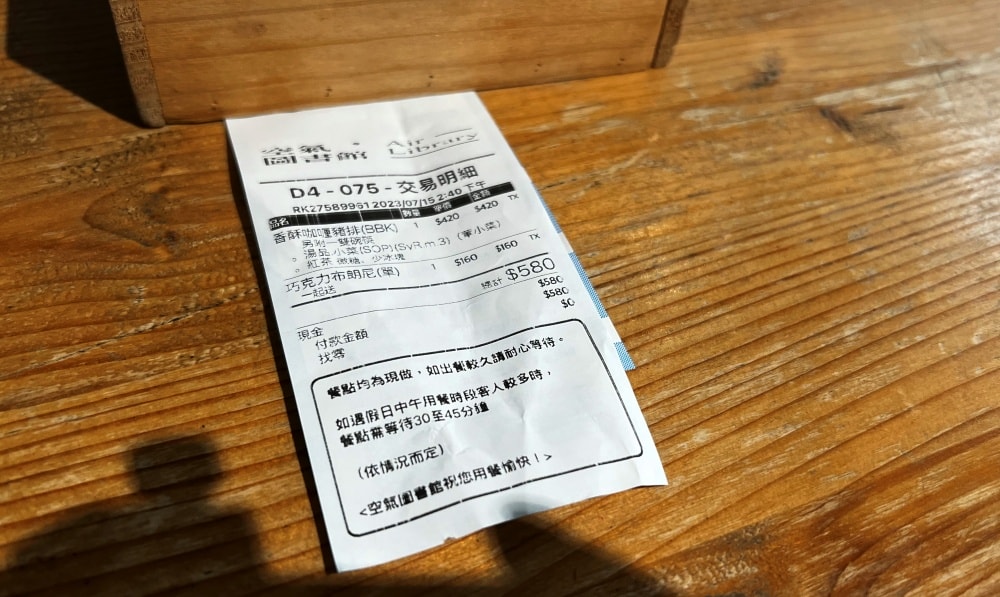 空氣 · 圖書館 Air Library
D4 - 075 - 交易明細
RK27589961 2023/07/15 2:40 下午
品名 數量 單價 金額
香酥咖哩豬排(BBK) 1 $420 $420 TX
另附一雙碗筷
。湯品,小菜(SOP)(SvR.m 3) (單小菜)
。紅茶 微糖, 少冰塊
巧克力布朗尼(單) 1 $160 $160 TX
一起送
總計 $580
現金 $580
付款金額 $580
找零 $0
餐點均為現做,如出餐較久請耐心等待。
如遇假日中午用餐時段客人較多時,
餐點需等待30至45分鐘
(依情況而定)
<空氣圖書館祝您用餐愉快!>